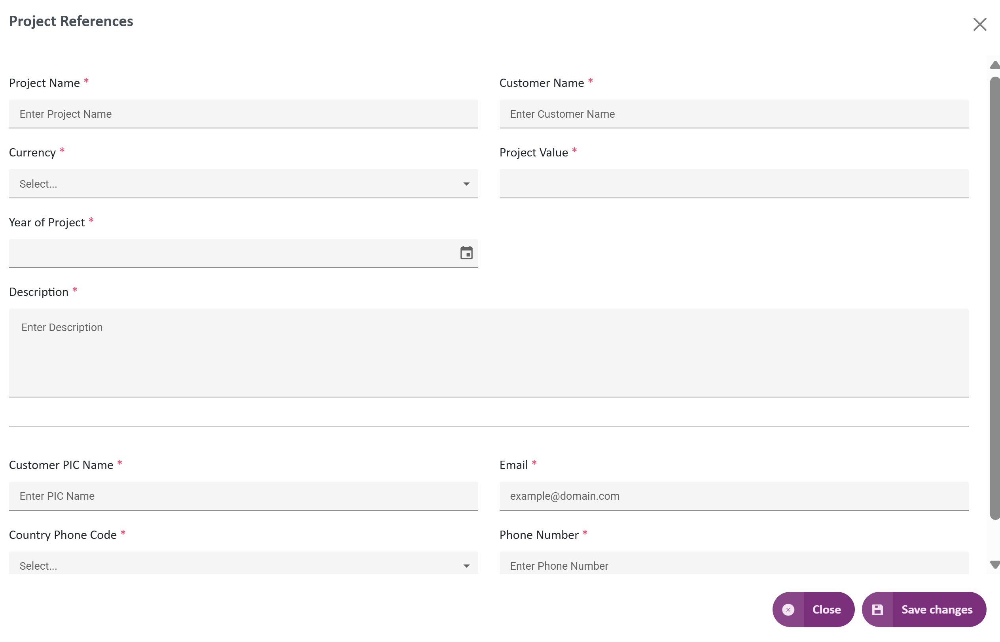 Project References
Project Name *
Customer Name *
Enter Project Name
Enter Customer Name
Currency *
Project Value *
Select...
Year of Project *
Description *
Enter Description
Customer PIC Name *
Email *
Enter PIC Name
example@domain.com
Country Phone Code *
Phone Number *
Select...
Enter Phone Number
Close
Save changes